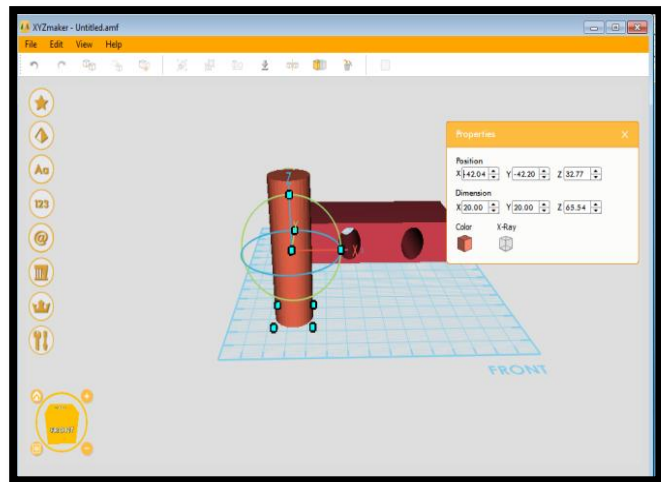 XYZmaker - Untitled.amf
File Edit View Help
Aa
123
@
Properties X
Position
X -42.04 Y -42.20 Z 32.77
Dimension
X 20.00 Y 20.00 Z 65.54
Color X-Ray
Z
Y
X
FRONT
FRONT